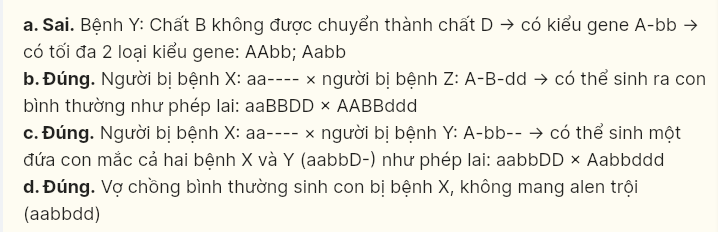 a. Sai. Bệnh Y: Chất B không được chuyển thành chất D → có kiểu gene A-bb →
có tối đa 2 loại kiểu gene: AAbb; Aabb
b. Đúng. Người bị bệnh X: aa---- × người bị bệnh Z: A-B-dd → có thể sinh ra con
bình thường như phép lai: aaBBDD × AABBddd
c. Đúng. Người bị bệnh X: aa---- × người bị bệnh Y: A-bb-- → có thể sinh một
đứa con mắc cả hai bệnh X và Y (aabbD-) như phép lai: aabbDD × Aabbddd
d. Đúng. Vợ chồng bình thường sinh con bị bệnh X, không mang alen trội
(aabbdd)